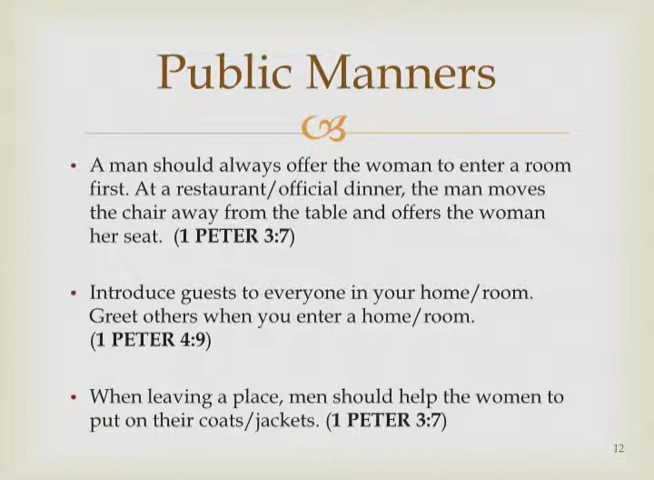 Public Manners
• A man should always offer the woman to enter a room
first. At a restaurant/official dinner, the man moves
the chair away from the table and offers the woman
her seat. (1 PETER 3:7)
• Introduce guests to everyone in your home/room.
Greet others when you enter a home/room.
(1 PETER 4:9)
• When leaving a place, men should help the women to
put on their coats/jackets. (1 PETER 3:7)
12